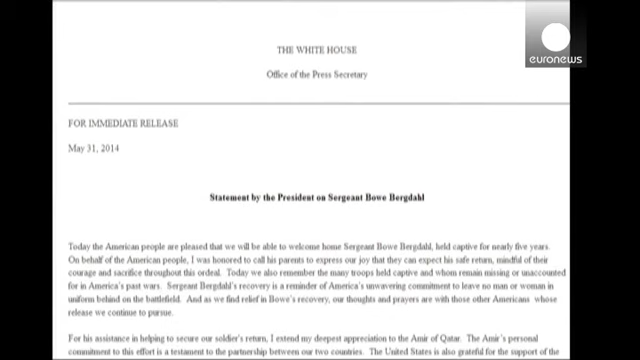 euronews
THE WHITE HOUSE
Office of the Press Secretary
FOR IMMEDIATE RELEASE
May 31, 2014
Statement by the President on Sergeant Bowe Bergdahl
Today the American people are pleased that we will be able to welcome home Sergeant Bowe Bergdahl, held captive for nearly five years.
On behalf of the American people, I was honored to call his parents to express our joy that they can expect his safe return, mindful of their
courage and sacrifice throughout this ordeal. Today we also remember the many troops held captive and whom remain missing or unaccounted
for in America's past wars. Sergeant Bergdahl's recovery is a reminder of America's unwavering commitment to leave no man or woman in
uniform behind on the battlefield. And as we find relief in Bowe's recovery, our thoughts and prayers are with those other Americans whose
release we continue to pursue.
For his assistance in helping to secure our soldier's return, I extend my deepest appreciation to the Amir of Qatar. The Amir's personal
commitment to this effort is a testament to the partnership between our two countries. The United States is also grateful for the support of the